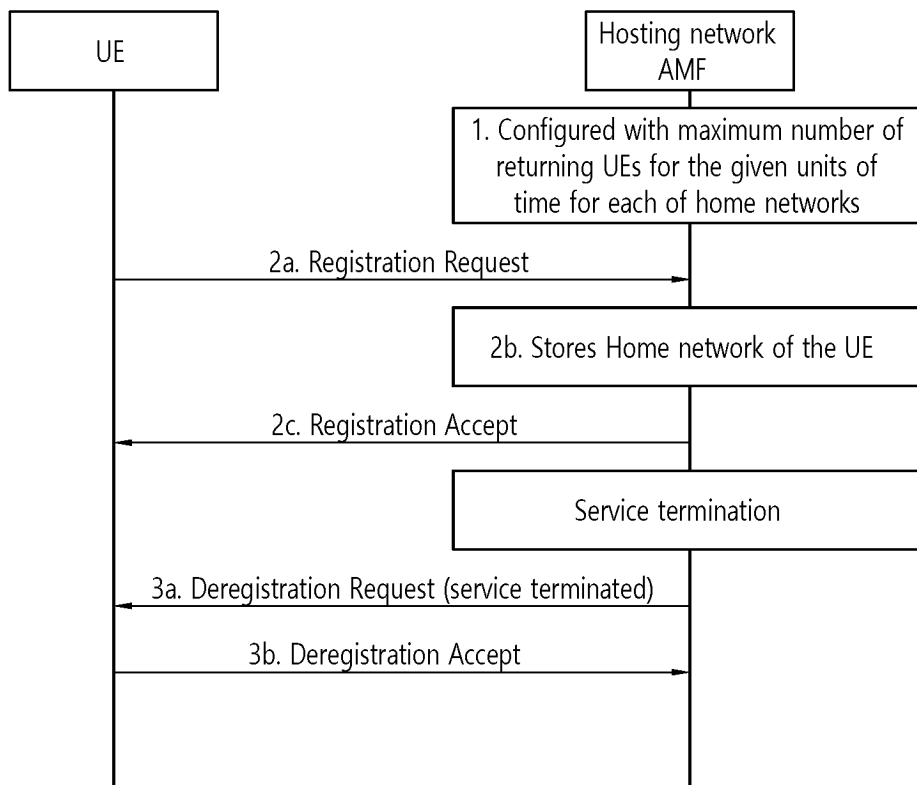 UE
Hosting network
AMF
1. Configured with maximum number of
returning UEs for the given units of
time for each of home networks
2a. Registration Request
2b. Stores Home network of the UE
2c. Registration Accept
Service termination
3a. Deregistration Request (service terminated)
3b. Deregistration Accept